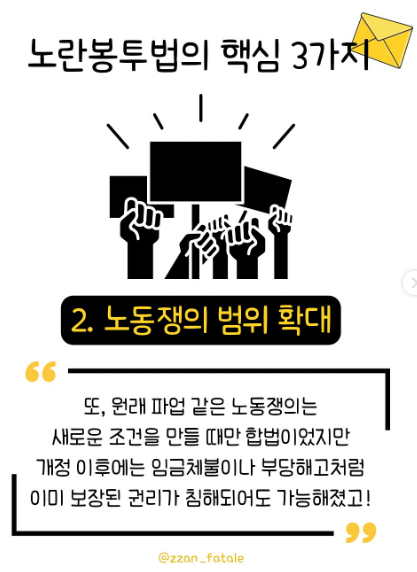 노란봉투법의 핵심 3가지
2. 노동쟁의 범위 확대
또, 원래 파업 같은 노동쟁의는
새로운 조건을 만들 때만 합법이었지만
개정 이후에는 임금체불이나 부당해고처럼
이미 보장된 권리가 침해되어도 가능해졌고!
@zzan_fatale